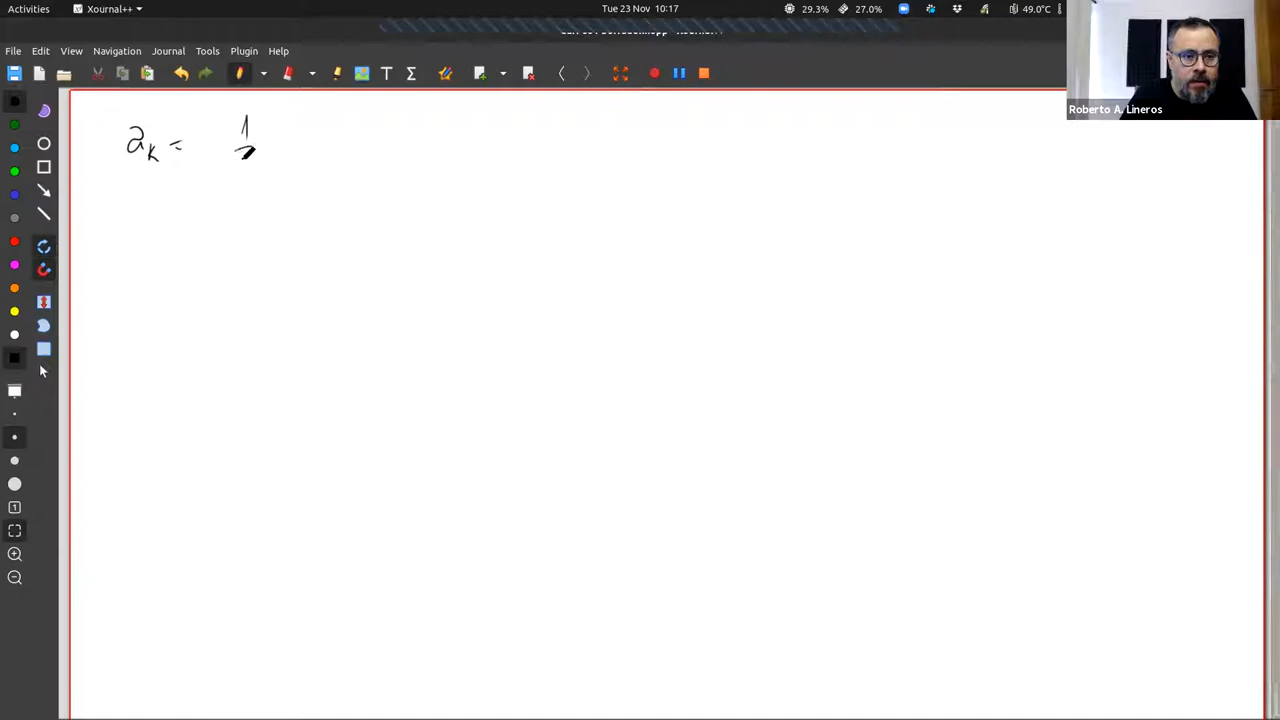 Activities Xournal++ Tue 23 Nov 10:17 29.3% 27.0% 49.0°C
File Edit View Navigation Journal Tools Plugin Help
Roberto A. Lineros
a_k = 1